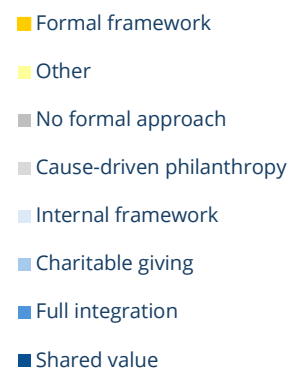 Formal framework
Other
No formal approach
Cause-driven philanthropy
Internal framework
Charitable giving
Full integration
Shared value